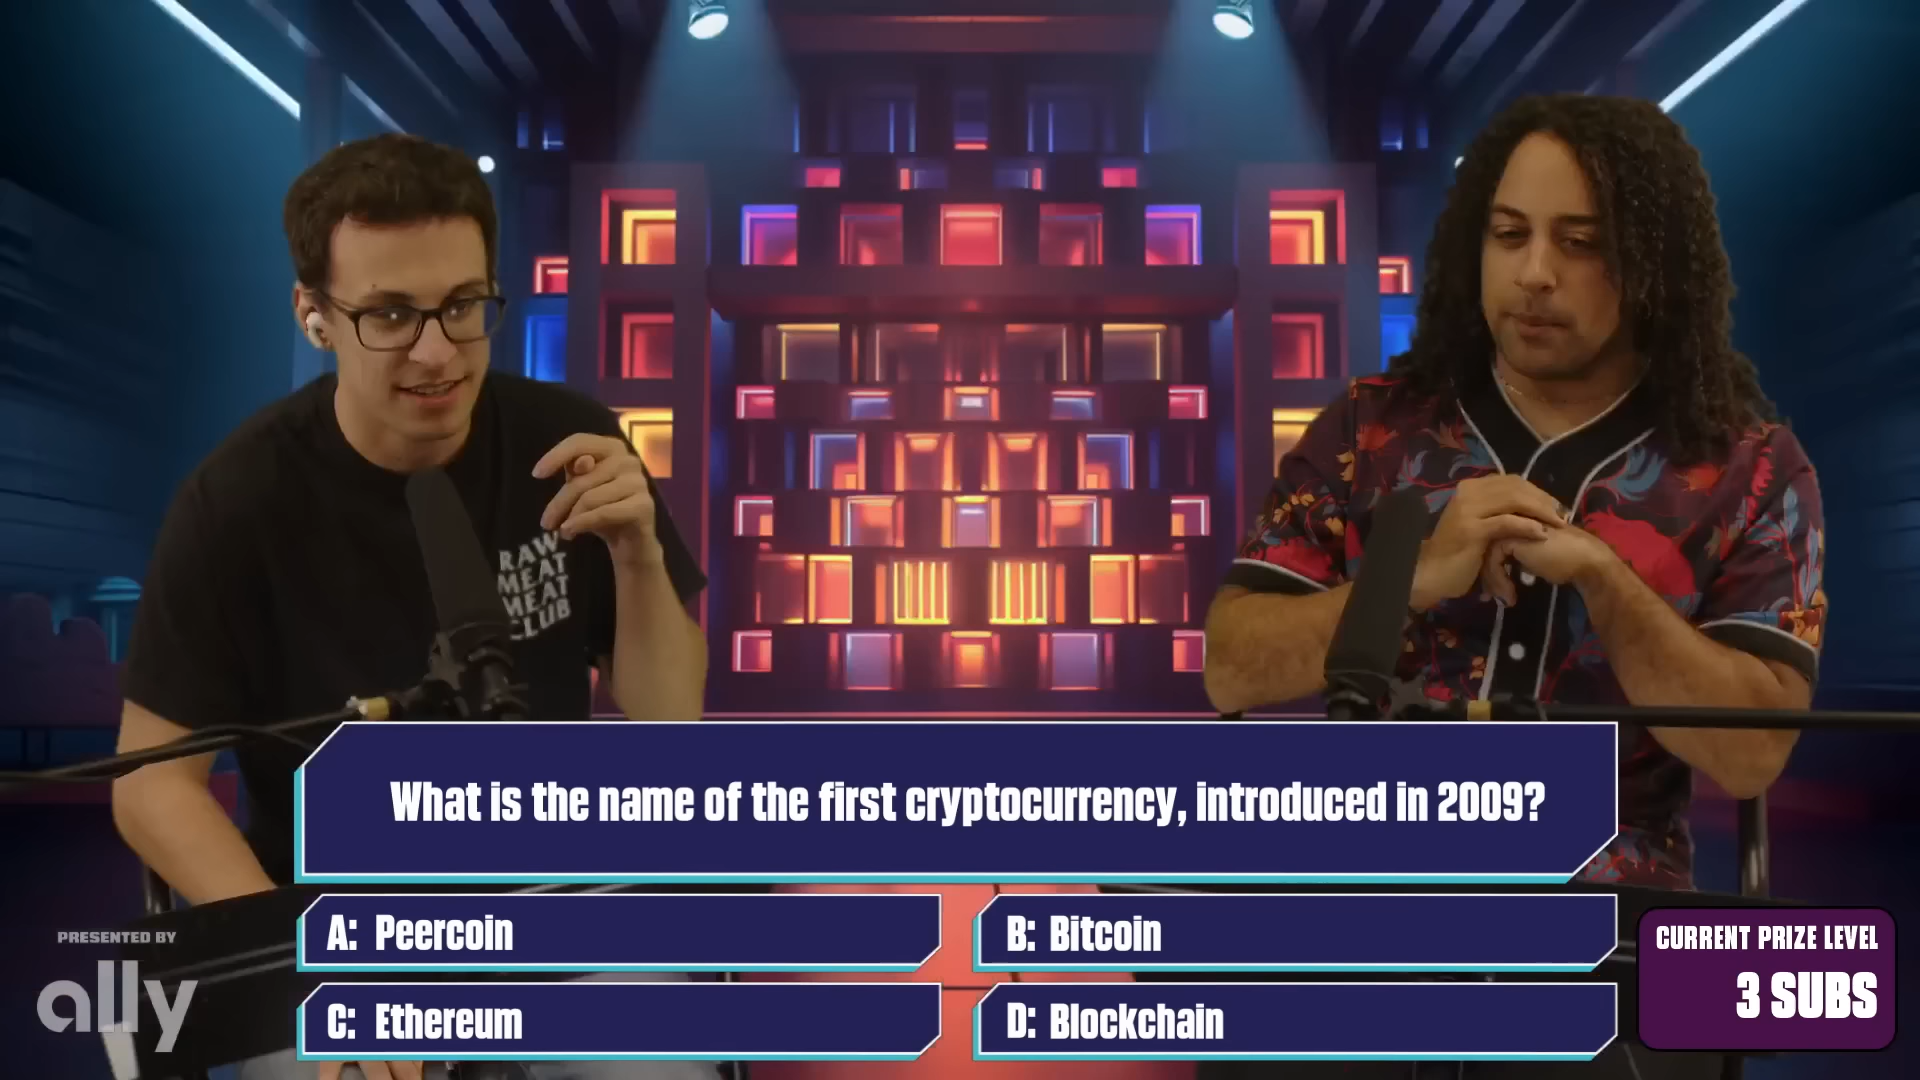 RAW
MEAT
MEAT
CLUB
What is the name of the first cryptocurrency, introduced in 2009?
A: Peercoin
B: Bitcoin
C: Ethereum
D: Blockchain
PRESENTED BY
ally
CURRENT PRIZE LEVEL
3 SUBS